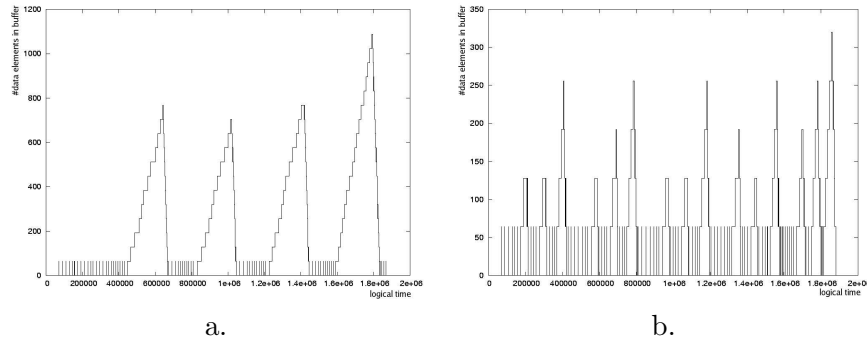 #data elements in buffer
1200
1000
800
600
400
200
0
0 200000 400000 600000 800000 1e+06 1.2e+06 1.4e+06 1.6e+06 1.8e+06 2e+06
logical time
a.
#data elements in buffer
350
300
250
200
150
100
50
0
0 200000 400000 600000 800000 1e+06 1.2e+06 1.4e+06 1.6e+06 1.8e+06 2e+06
logical time
b.